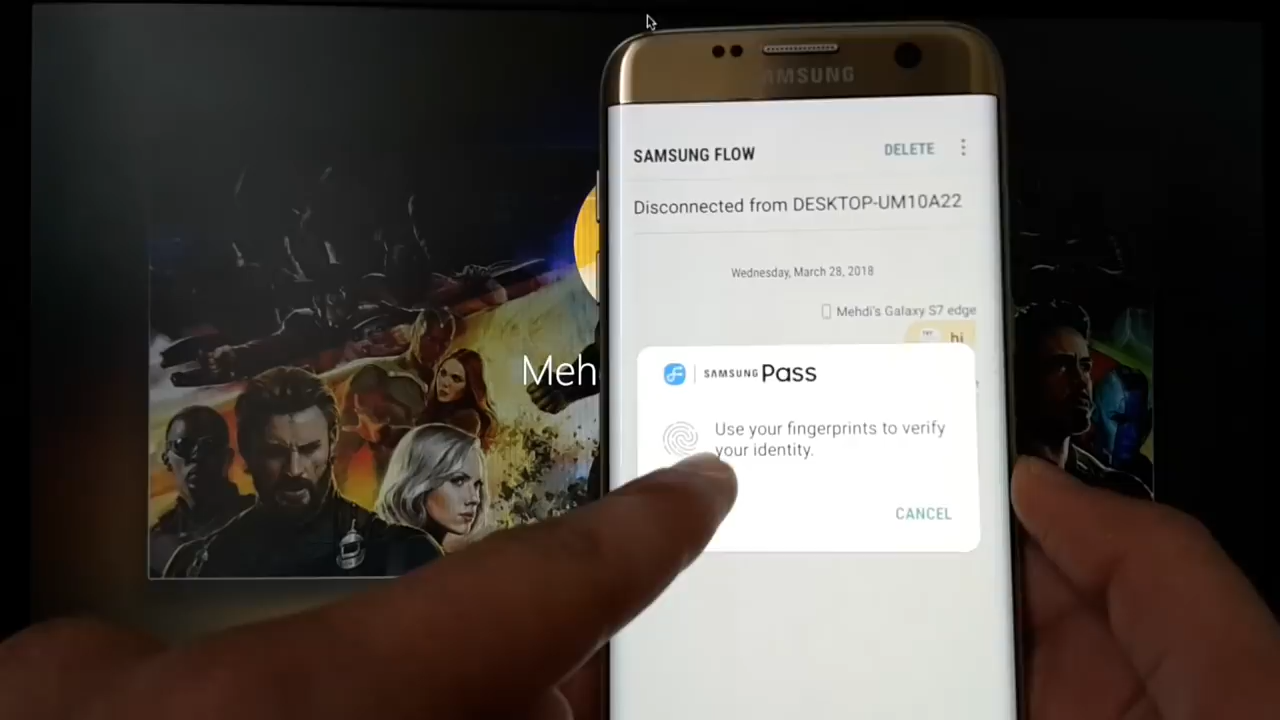 SAMSUNG
SAMSUNG FLOW
DELETE
Disconnected from DESKTOP-UM10A22
Wednesday, March 28, 2018
Mehdi's Galaxy S7 edge
hi
Meh
SAMSUNG Pass
Use your fingerprints to verify
your identity.
CANCEL